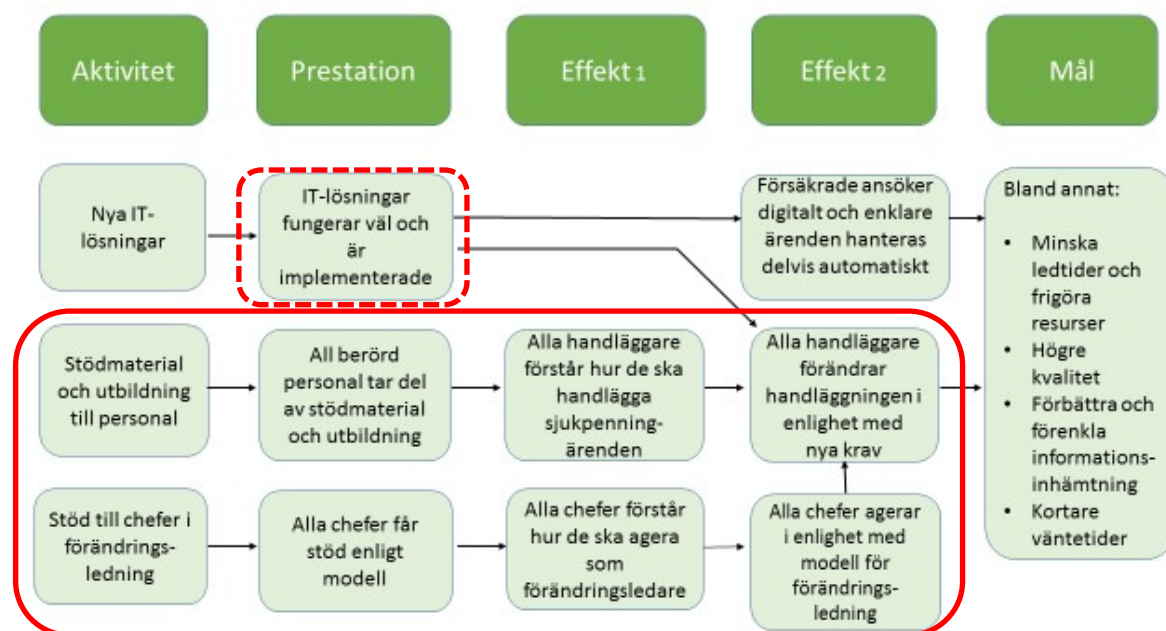 Aktivitet
Prestation
Effekt 1
Effekt 2
Mål
Nya IT-
lösningar
IT-lösningar
fungerar väl och
är
implementerade
Försäkrade ansöker
digitalt och enklare
ärenden hanteras
delvis automatiskt
Bland annat:
• Minska
ledtider och
frigöra
resurser
• Högre
kvalitet
• Förbättra och
förenkla
informations-
inhämtning
• Kortare
väntetider
Stödmaterial
och utbildning
till personal
All berörd
personal tar del
av stödmaterial
och utbildning
Alla handläggare
förstår hur de ska
handlägga
sjukpenning-
ärenden
Alla handläggare
förändrar
handläggningen i
enlighet med
nya krav
Stöd till chefer i
förändrings-
ledning
Alla chefer får
stöd enligt
modell
Alla chefer förstår
hur de ska agera
som
förändringsledare
Alla chefer agerar
i enlighet med
modell för
förändrings-
ledning